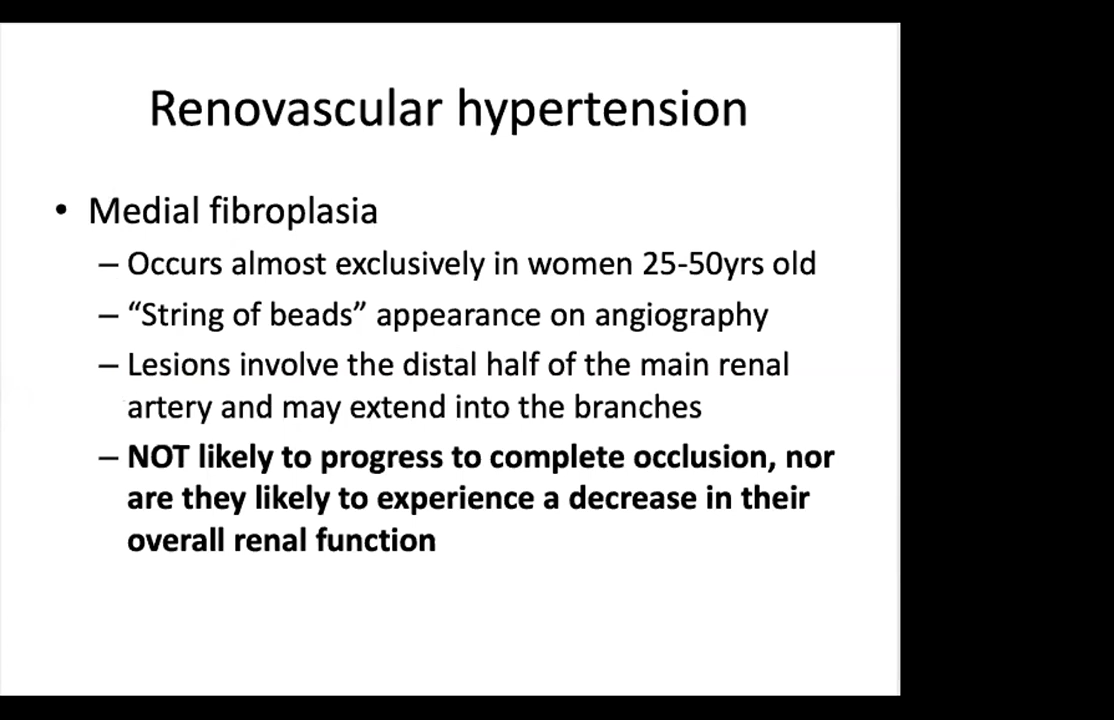 Renovascular hypertension
• Medial fibroplasia
– Occurs almost exclusively in women 25-50yrs old
– “String of beads” appearance on angiography
– Lesions involve the distal half of the main renal
artery and may extend into the branches
– NOT likely to progress to complete occlusion, nor
are they likely to experience a decrease in their
overall renal function